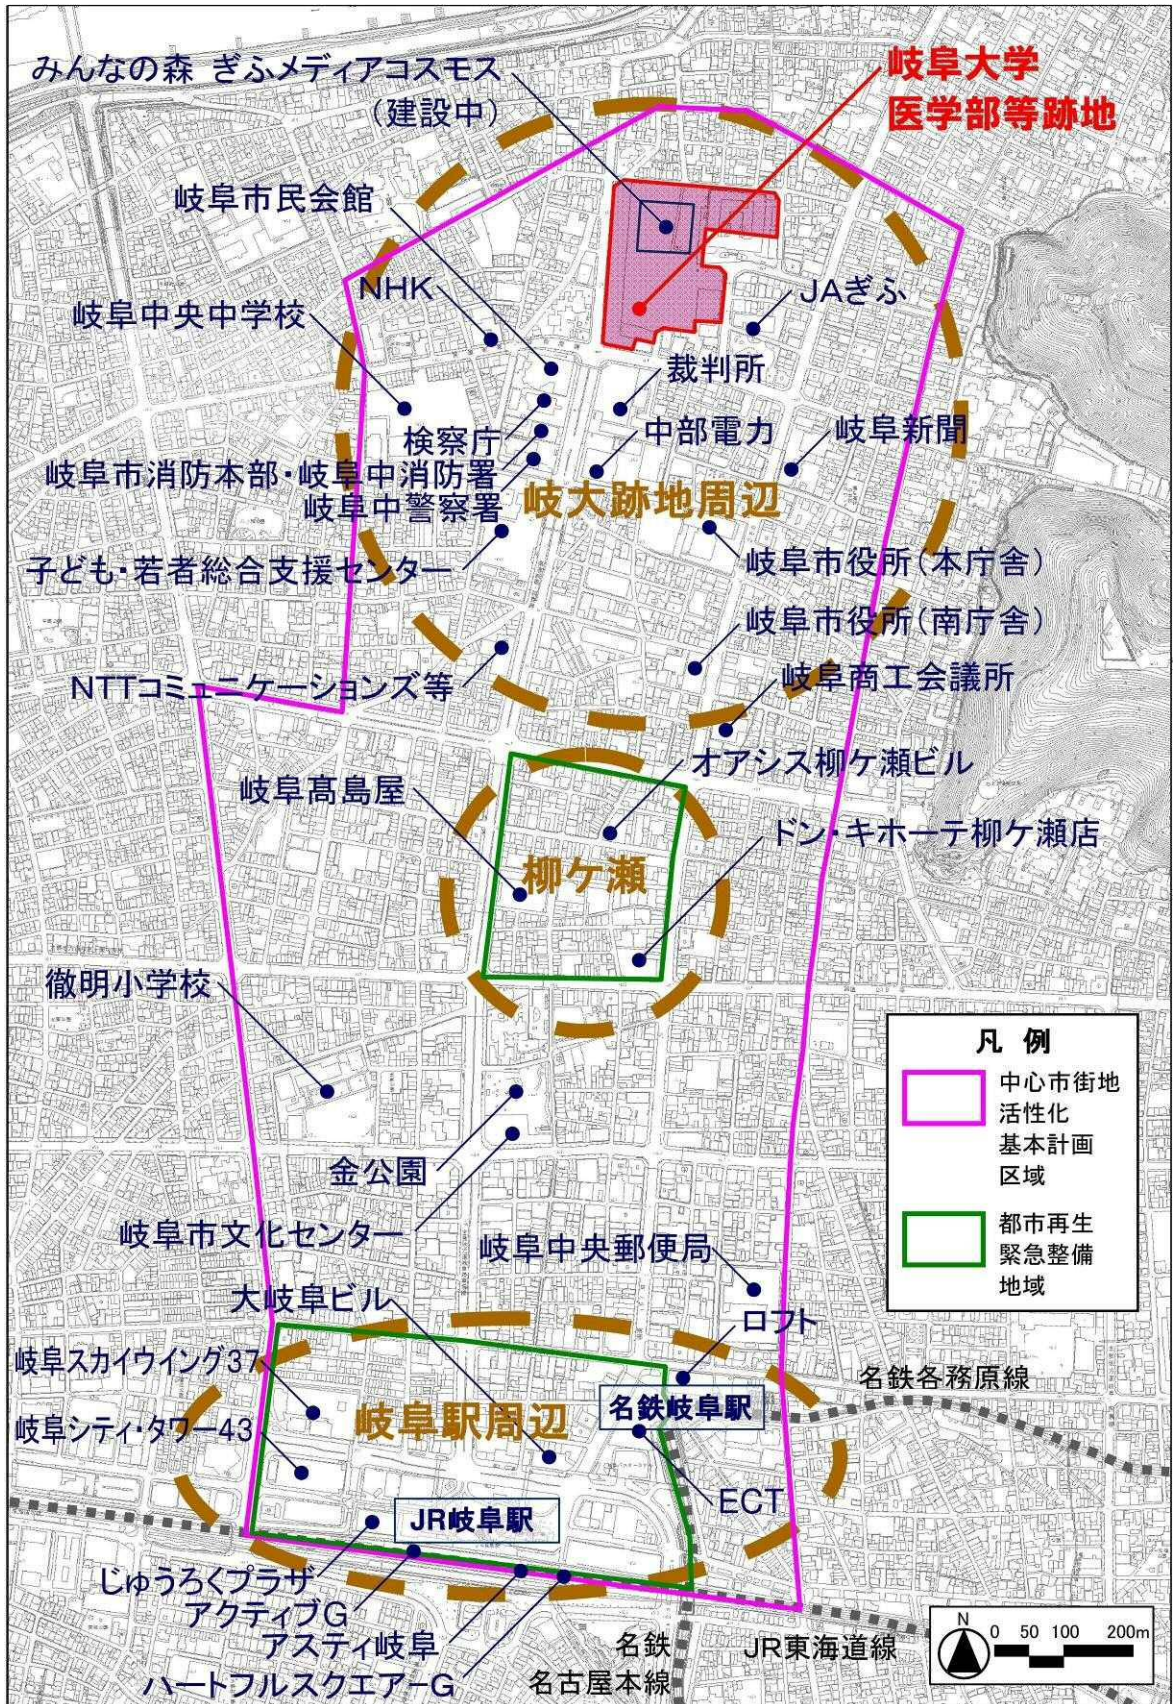 みんなの森 ぎふメディアコスモス
(建設中)
岐阜大学
医学部等跡地
岐阜市民会館
NHK
JAぎふ
岐阜中央中学校
裁判所
検察庁
中部電力
岐阜新聞
岐阜市消防本部・岐阜中消防署
岐阜中警察署
岐大跡地周辺
子ども・若者総合支援センター
岐阜市役所(本庁舎)
岐阜市役所(南庁舎)
NTTコミュニケーションズ等
岐阜商工会議所
オアシス柳ケ瀬ビル
岐阜髙島屋
ドン・キホーテ柳ケ瀬店
柳ケ瀬
徹明小学校
凡 例
中心市街地
活性化
基本計画
区域
都市再生
緊急整備
地域
金公園
岐阜市文化センター
岐阜中央郵便局
大岐阜ビル
ロフト
岐阜スカイウイング37
名鉄各務原線
名鉄岐阜駅
岐阜シティ・タワー43
岐阜駅周辺
ECT
JR岐阜駅
じゅうろくプラザ
アクティブG
アスティ岐阜
ハートフルスクエアーG
名鉄
名古屋本線
JR東海道線
N
0 50 100 200m